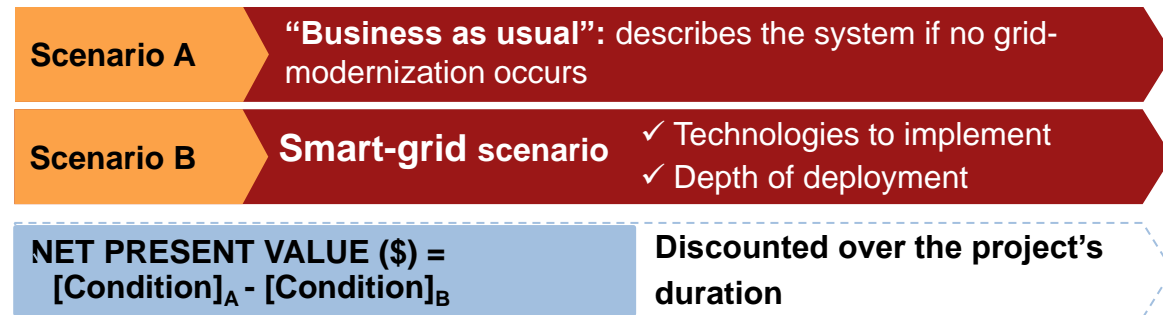 Scenario A
“Business as usual”: describes the system if no grid-
modernization occurs
Scenario B
Smart-grid scenario
✓ Technologies to implement
✓ Depth of deployment
NET PRESENT VALUE ($) =
[Condition]A - [Condition]B
Discounted over the project’s
duration